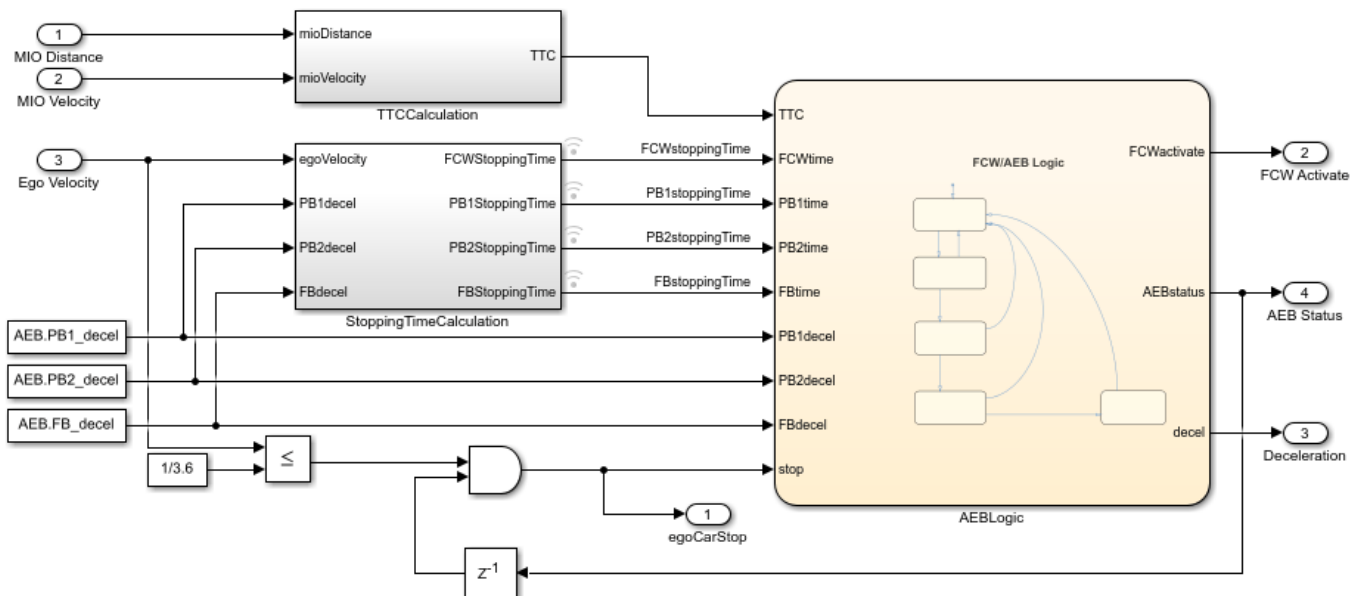 1
MIO Distance
2
MIO Velocity
mioDistance
mioVelocity
TTC
TTCCalculation
3
Ego Velocity
egoVelocity
PB1decel
PB2decel
FBdecel
FCWStoppingTime
PB1StoppingTime
PB2StoppingTime
FBStoppingTime
StoppingTimeCalculation
FCWstoppingTime
PB1stoppingTime
PB2stoppingTime
FBstoppingTime
AEB.PB1_decel
AEB.PB2_decel
AEB.FB_decel
1/3.6
≤
z-1
1
egoCarStop
TTC
FCWtime
PB1time
PB2time
FBtime
PB1decel
PB2decel
FBdecel
stop
FCW/AEB Logic
FCWactivate
AEBstatus
decel
AEBLogic
2
FCW Activate
4
AEB Status
3
Deceleration